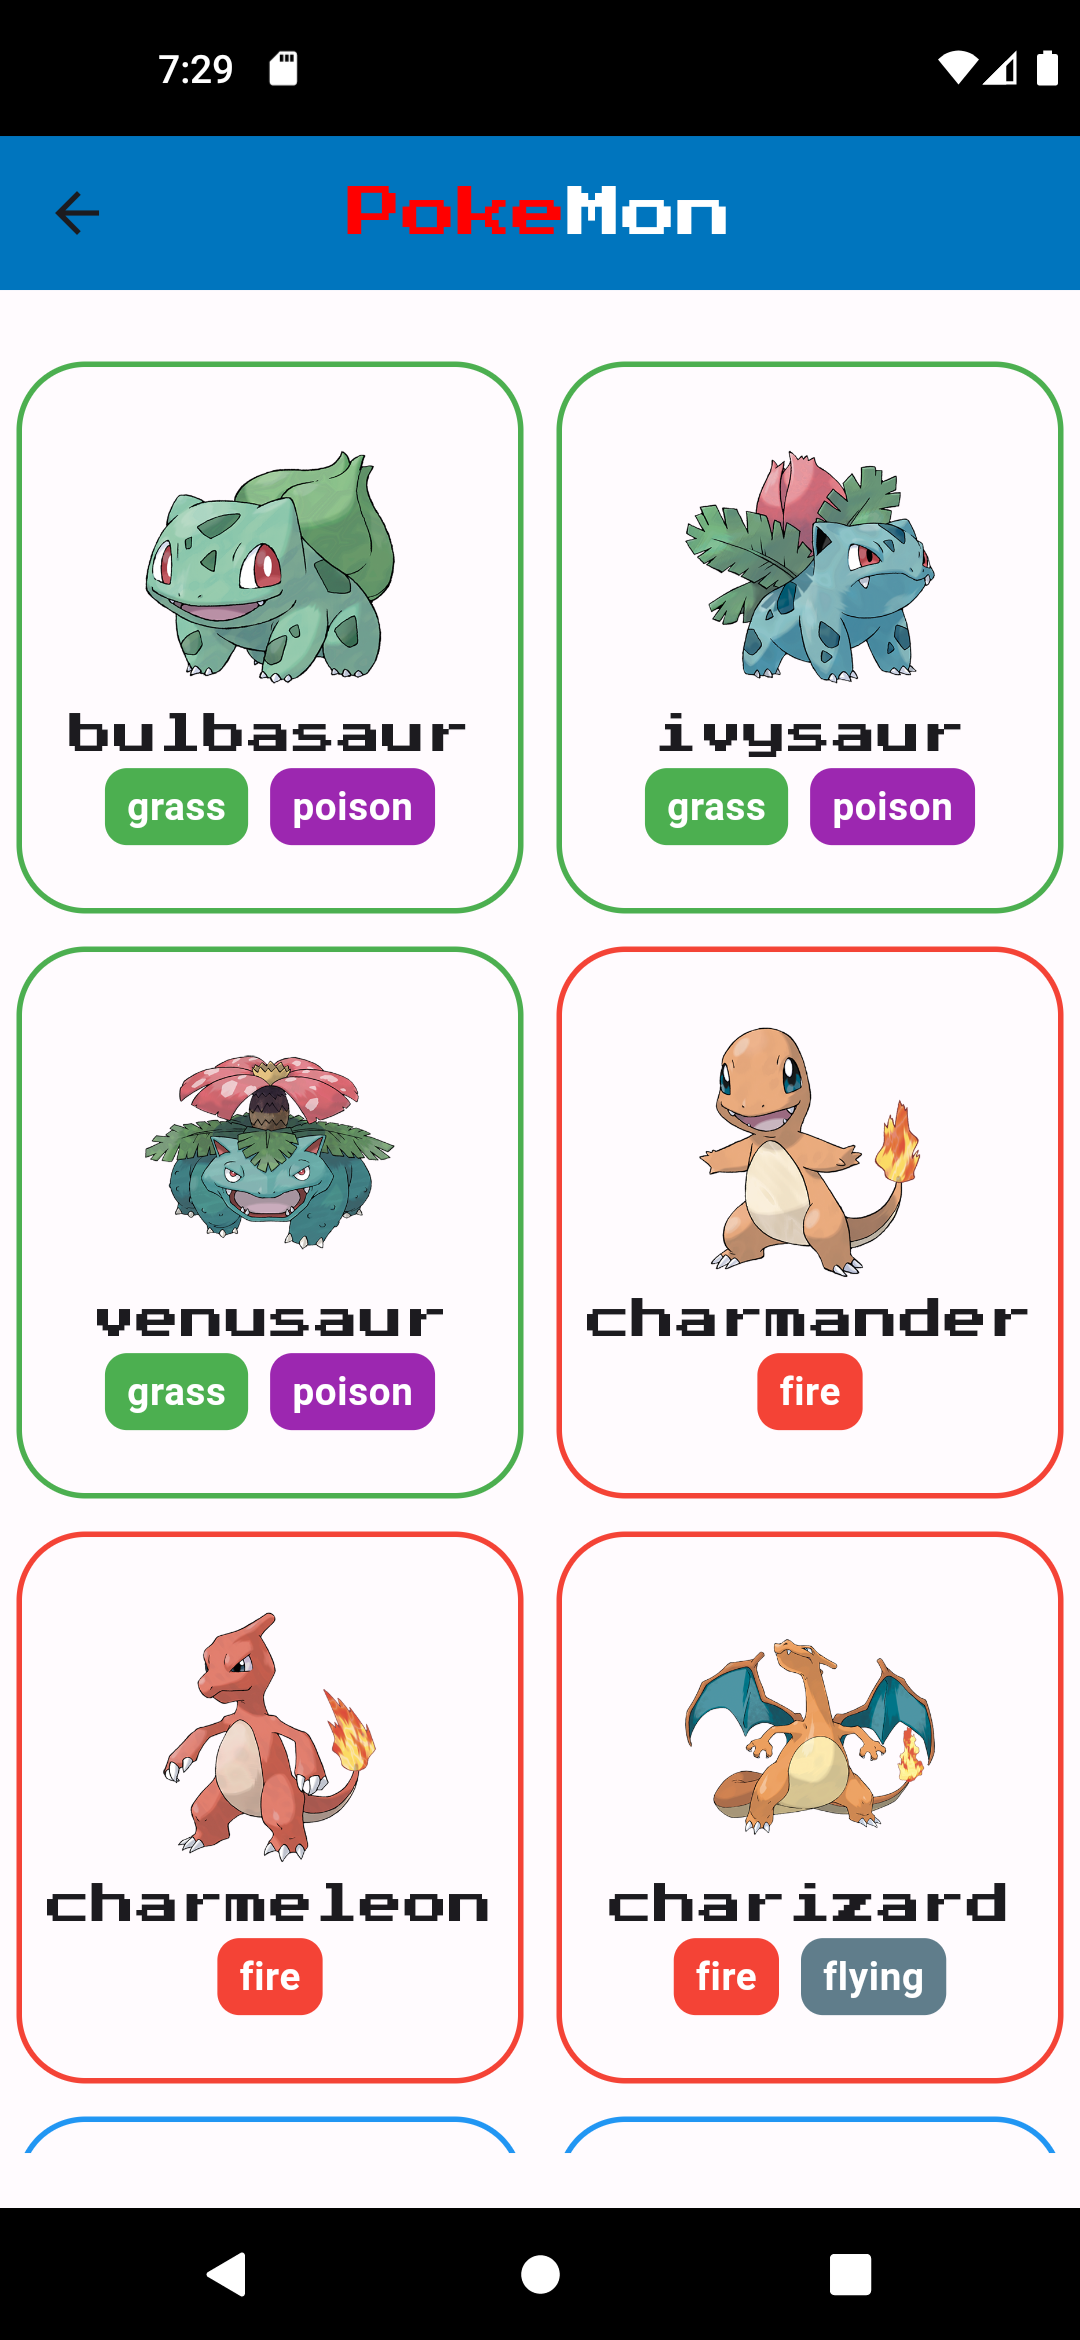 7:29
PokeMon
bulbasaur
grass poison
ivysaur
grass poison
venusaur
grass poison
charmander
fire
charmeleon
fire
charizard
fire flying